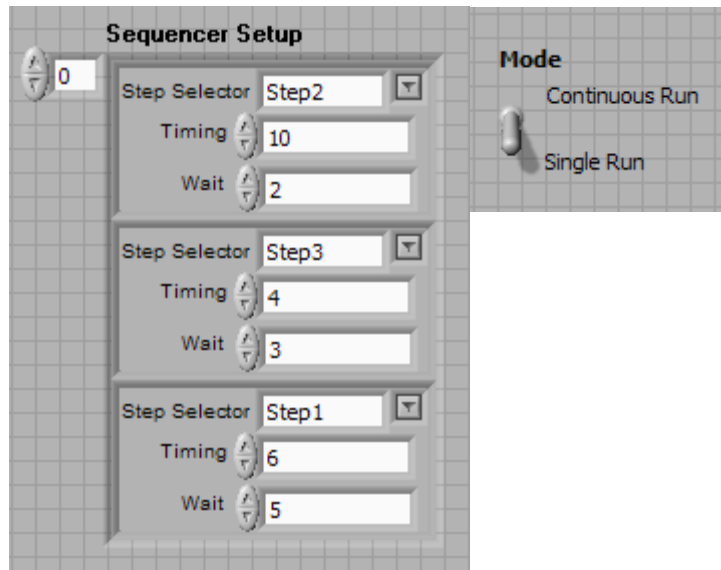 Sequencer Setup
0
Step Selector Step2
Timing 10
Wait 2
Step Selector Step3
Timing 4
Wait 3
Step Selector Step1
Timing 6
Wait 5
Mode
Continuous Run
Single Run